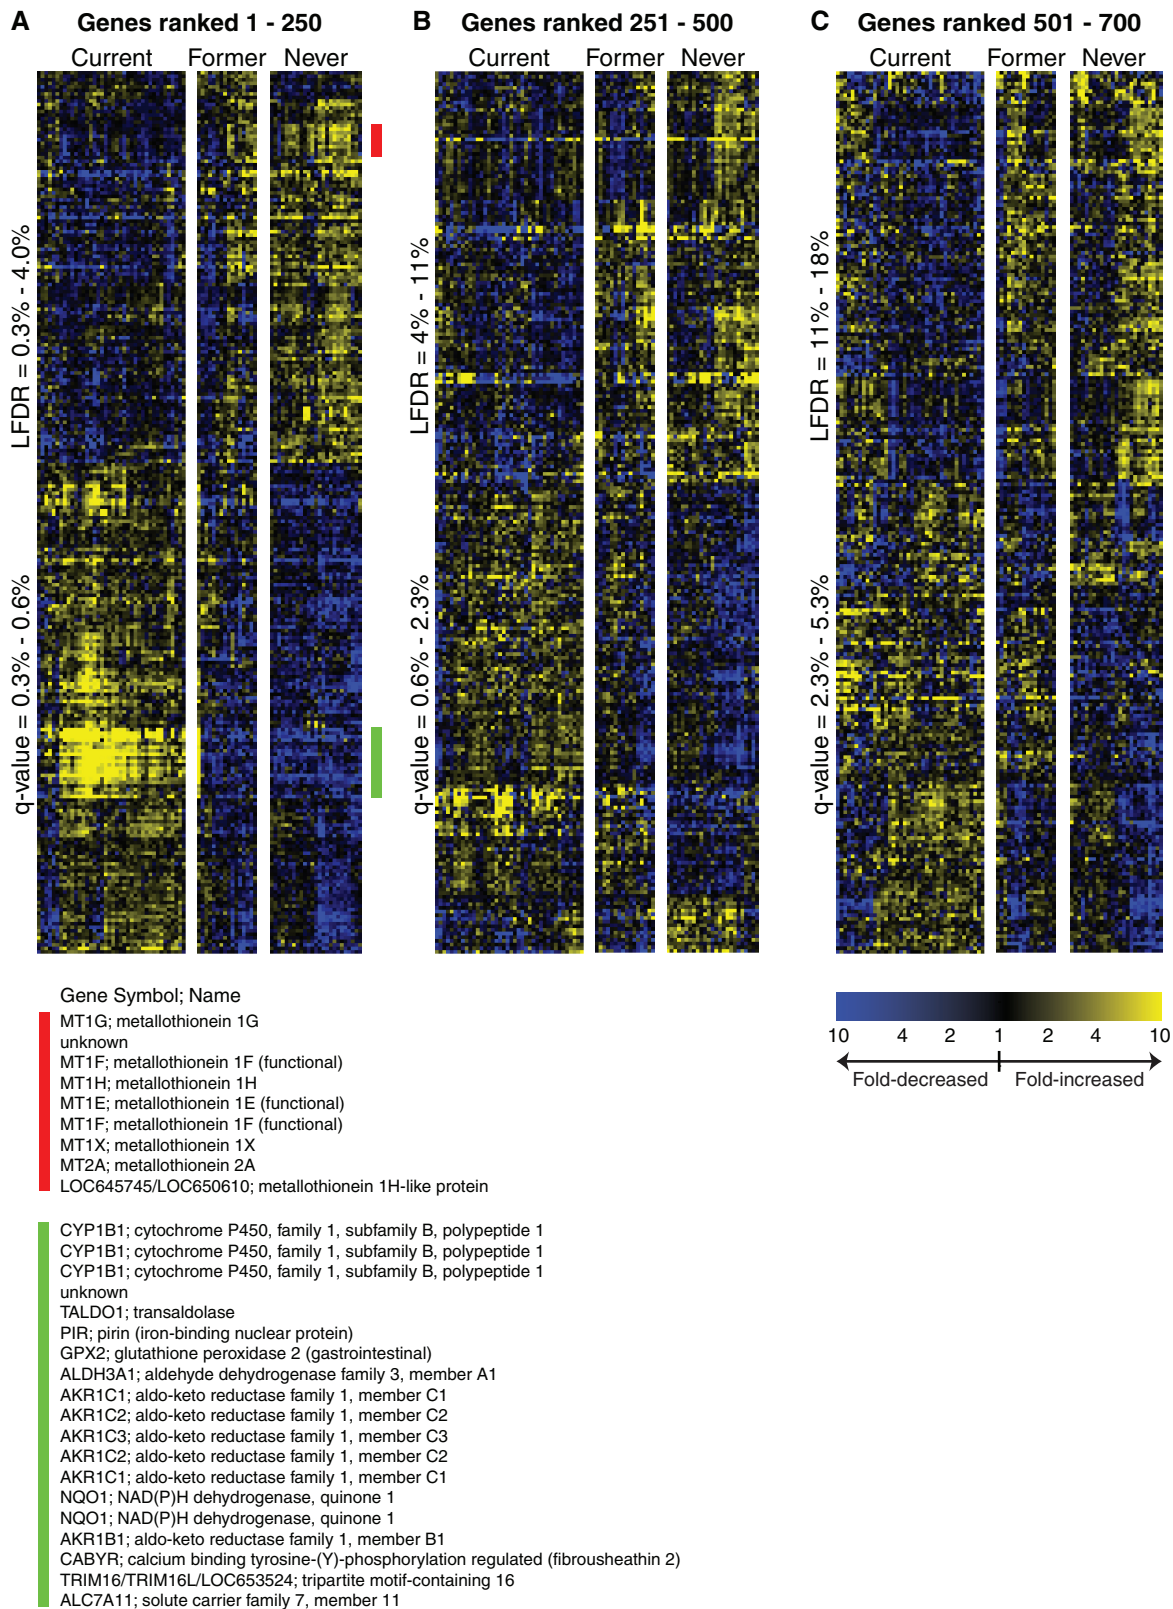 A Genes ranked 1 - 250
Current Former Never
LFDR = 0.3% - 4.0%
q-value = 0.3% - 0.6%
B Genes ranked 251 - 500
Current Former Never
LFDR = 4% - 11%
q-value = 0.6% - 2.3%
C Genes ranked 501 - 700
Current Former Never
LFDR = 11% - 18%
q-value = 2.3% - 5.3%
Gene Symbol; Name
MT1G; metallothionein 1G
unknown
MT1F; metallothionein 1F (functional)
MT1H; metallothionein 1H
MT1E; metallothionein 1E (functional)
MT1F; metallothionein 1F (functional)
MT1X; metallothionein 1X
MT2A; metallothionein 2A
LOC645745/LOC650610; metallothionein 1H-like protein
CYP1B1; cytochrome P450, family 1, subfamily B, polypeptide 1
CYP1B1; cytochrome P450, family 1, subfamily B, polypeptide 1
CYP1B1; cytochrome P450, family 1, subfamily B, polypeptide 1
unknown
TALDO1; transaldolase
PIR; pirin (iron-binding nuclear protein)
GPX2; glutathione peroxidase 2 (gastrointestinal)
ALDH3A1; aldehyde dehydrogenase family 3, member A1
AKR1C1; aldo-keto reductase family 1, member C1
AKR1C2; aldo-keto reductase family 1, member C2
AKR1C3; aldo-keto reductase family 1, member C3
AKR1C2; aldo-keto reductase family 1, member C2
AKR1C1; aldo-keto reductase family 1, member C1
NQO1; NAD(P)H dehydrogenase, quinone 1
NQO1; NAD(P)H dehydrogenase, quinone 1
AKR1B1; aldo-keto reductase family 1, member B1
CABYR; calcium binding tyrosine-(Y)-phosphorylation regulated (fibrousheathin 2)
TRIM16/TRIM16L/LOC653524; tripartite motif-containing 16
ALC7A11; solute carrier family 7, member 11
10 4 2 1 2 4 10
Fold-decreased Fold-increased